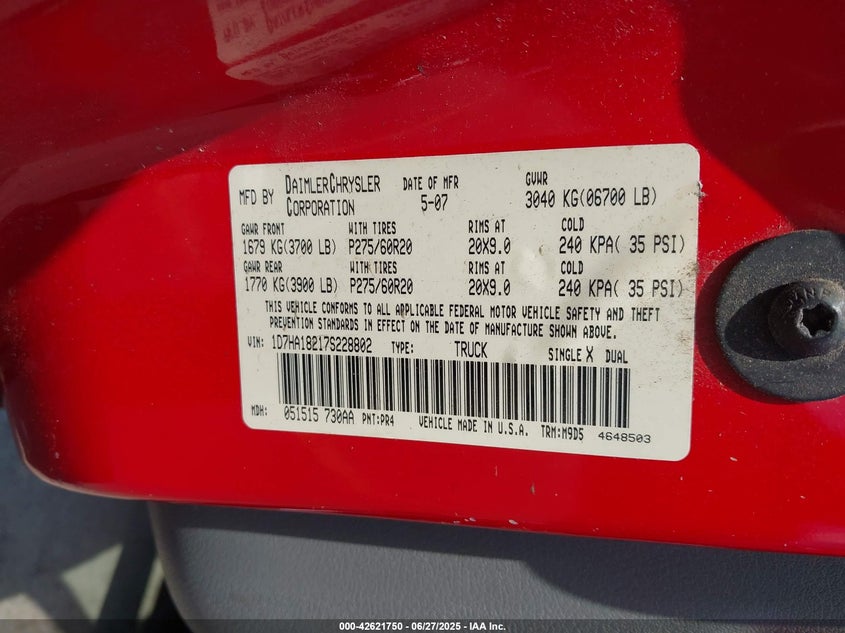 MFD BY DAIMLERCHRYSLER CORPORATION DATE OF MFR 5-07 GVWR 3040 KG(06700 LB)
GAWR FRONT WITH TIRES RIMS AT COLD
1679 KG(3700 LB) P275/60R20 20X9.0 240 KPA( 35 PSI)
GAWR REAR WITH TIRES RIMS AT COLD
1770 KG(3900 LB) P275/60R20 20X9.0 240 KPA( 35 PSI)
THIS VEHICLE CONFORMS TO ALL APPLICABLE FEDERAL MOTOR VEHICLE SAFETY AND THEFT
PREVENTION STANDARDS IN EFFECT ON THE DATE OF MANUFACTURE SHOWN ABOVE.
VIN: 1D7HA18217S228802 TYPE: TRUCK SINGLE X DUAL
MDH: 051515 730AA PNT:PR4 VEHICLE MADE IN U.S.A. TRM:M9D5 4648503
000-42621750 - 06/27/2025 - IAA Inc.